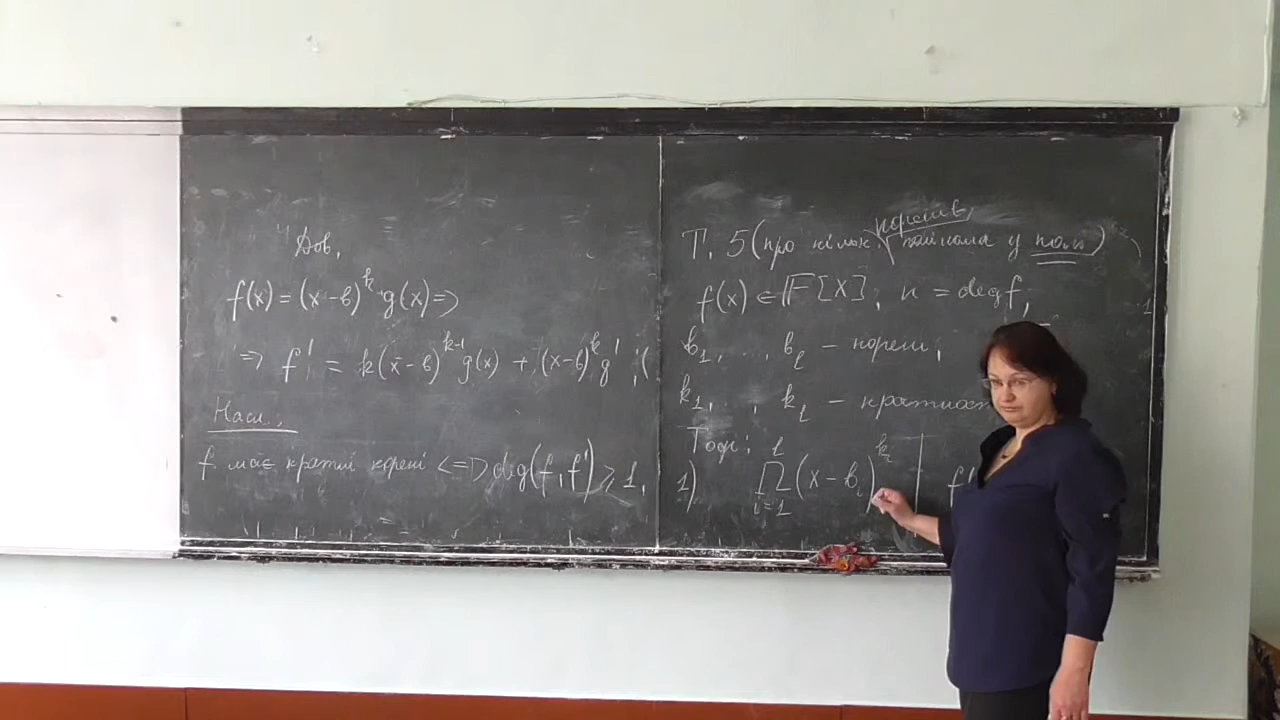 Дов.
f(x) = (x-b)^k · g(x) =>
=> f' = k(x-b)^{k-1} g(x) + (x-b)^k g' ; (
Насл.
f має кратні корені <=> deg(f, f') ⩾ 1.
Т. 5 (про кільк. коренів полінома у полі)
f(x) ∈ F[x], n = deg f,
b_1, ..., b_l – корені,
k_1, ..., k_l – кратност
Тоді:
1) ∏_{i=1}^{l} (x-b_i)^{k_i} | f